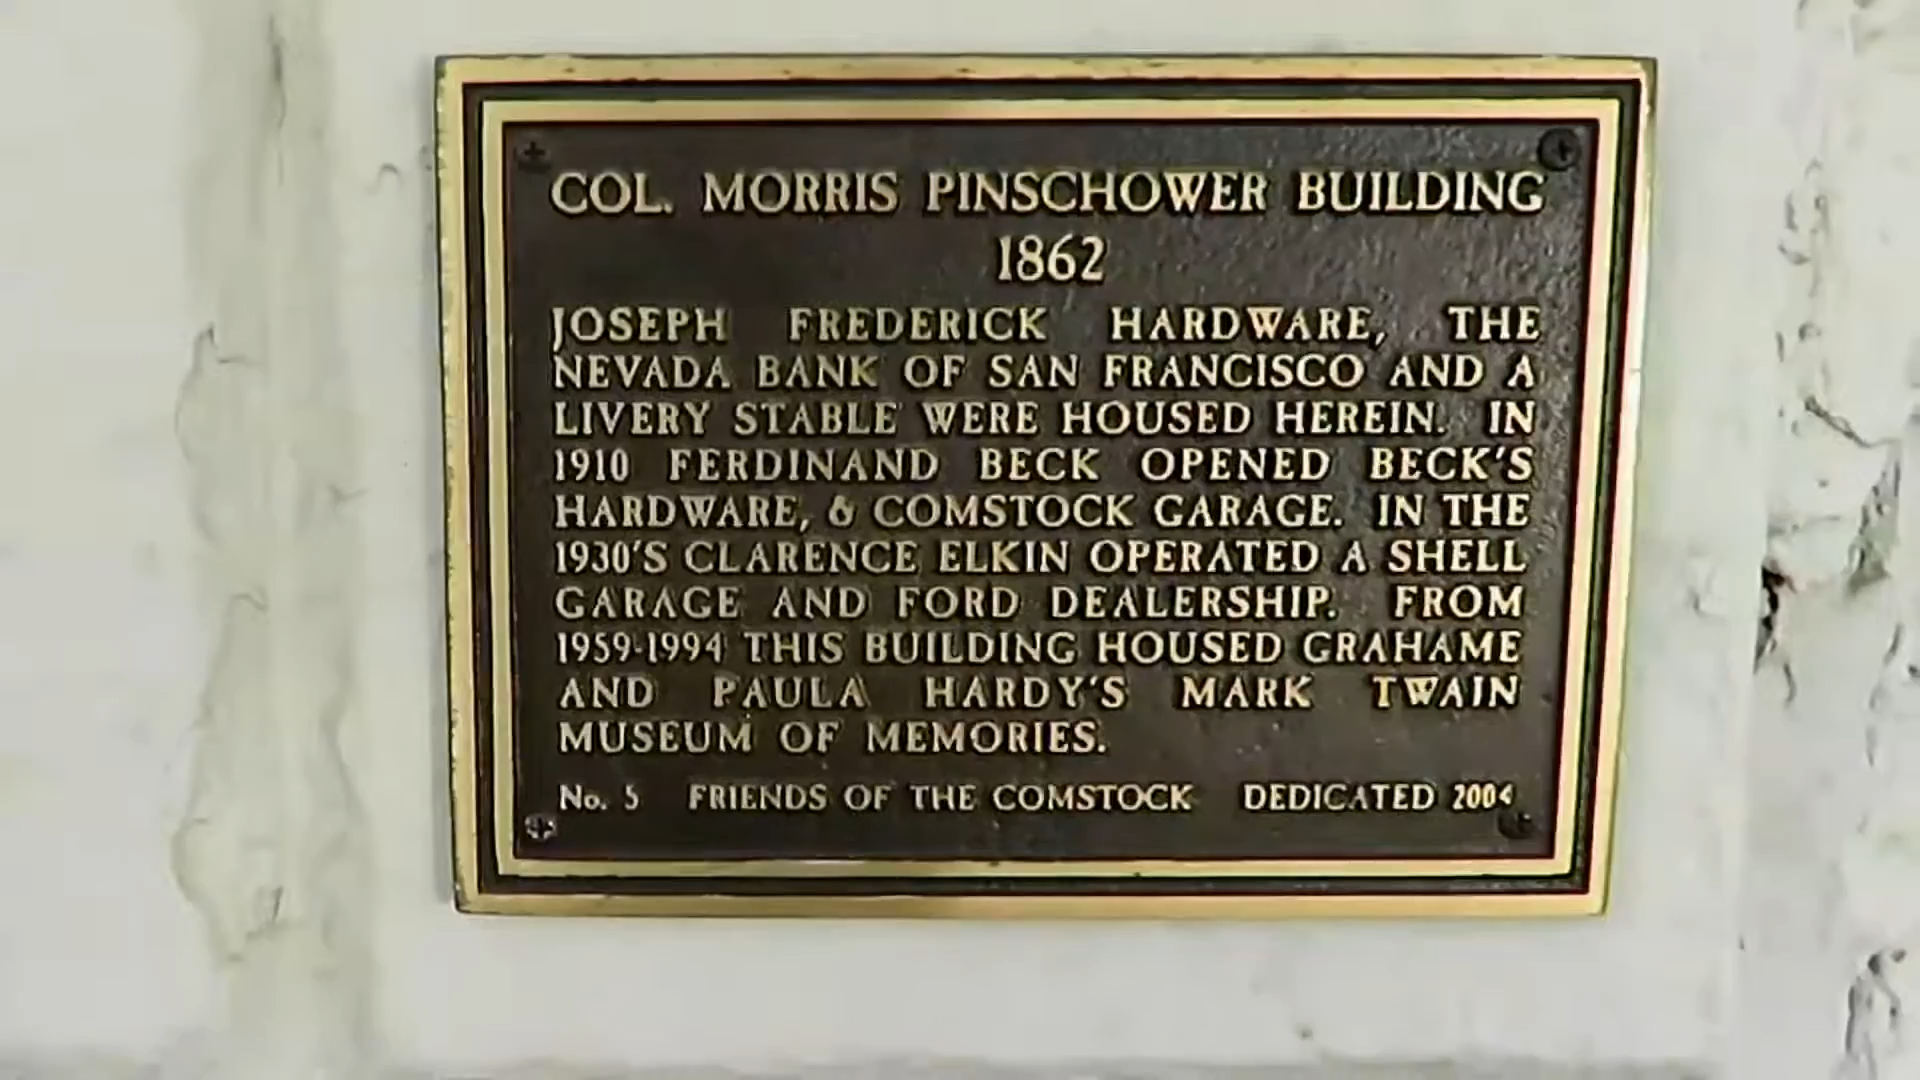 COL. MORRIS PINSCHOWER BUILDING
1862
JOSEPH FREDERICK HARDWARE, THE
NEVADA BANK OF SAN FRANCISCO AND A
LIVERY STABLE WERE HOUSED HEREIN. IN
1910 FERDINAND BECK OPENED BECK'S
HARDWARE, & COMSTOCK GARAGE. IN THE
1930'S CLARENCE ELKIN OPERATED A SHELL
GARAGE AND FORD DEALERSHIP. FROM
1959-1994 THIS BUILDING HOUSED GRAHAME
AND PAULA HARDY'S MARK TWAIN
MUSEUM OF MEMORIES.
No. 5 FRIENDS OF THE COMSTOCK DEDICATED 2004